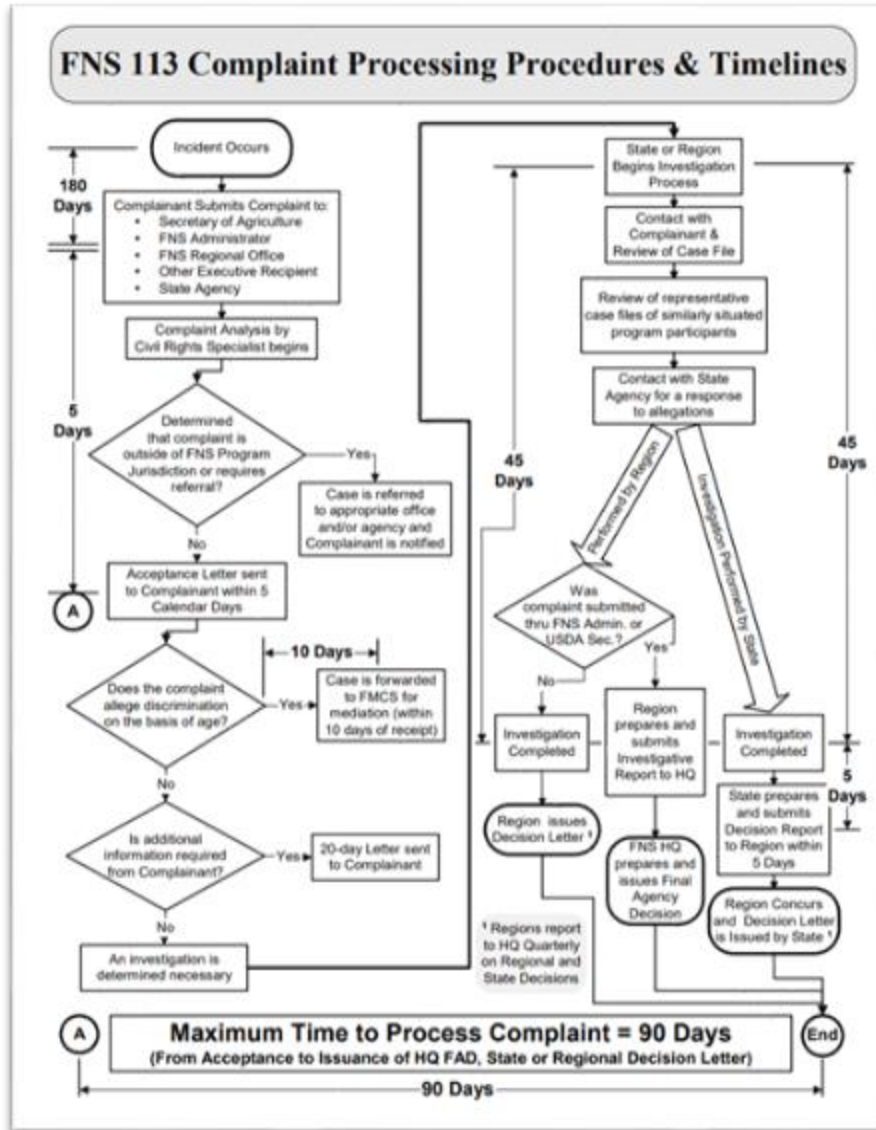 FNS 113 Complaint Processing Procedures & Timelines
Incident Occurs
180
Days
Complainant Submits Complaint to:
• Secretary of Agriculture
• FNS Administrator
• FNS Regional Office
• Other Executive Recipient
• State Agency
Complaint Analysis by
Civil Rights Specialist begins
5
Days
Determined
that complaint is
outside of FNS Program
Jurisdiction or requires
referral?
Yes
Case is referred
to appropriate office
and/or agency and
Complainant is notified
No
Acceptance Letter sent
to Complainant within 5
Calendar Days
A
10 Days
Does the complaint
allege discrimination
on the basis of age?
Yes
Case is forwarded
to FMCS for
mediation (within
10 days of receipt)
No
Is additional
information required
from Complainant?
Yes
20-day Letter sent
to Complainant
No
An investigation is
determined necessary
State or Region
Begins Investigation
Process
Contact with
Complainant &
Review of Case File
Review of representative
case files of similarly situated
program participants
Contact with State
Agency for a response
to allegations
45
Days
45
Days
Performed by Region
Investigation Performed by State
Was
complaint submitted
thru FNS Admin. or
USDA Sec.?
No
Yes
Investigation
Completed
Region
prepares and
submits
Investigative
Report to HQ
Investigation
Completed
5
Days
Region issues
Decision Letter ¹
FNS HQ
prepares and
issues Final
Agency
Decision
State prepares
and submits
Decision Report
to Region within
5 Days
Region Concurs
and Decision Letter
is Issued by State ¹
¹ Regions report
to HQ Quarterly
on Regional and
State Decisions
A
Maximum Time to Process Complaint = 90 Days
(From Acceptance to Issuance of HQ FAD, State or Regional Decision Letter)
End
90 Days